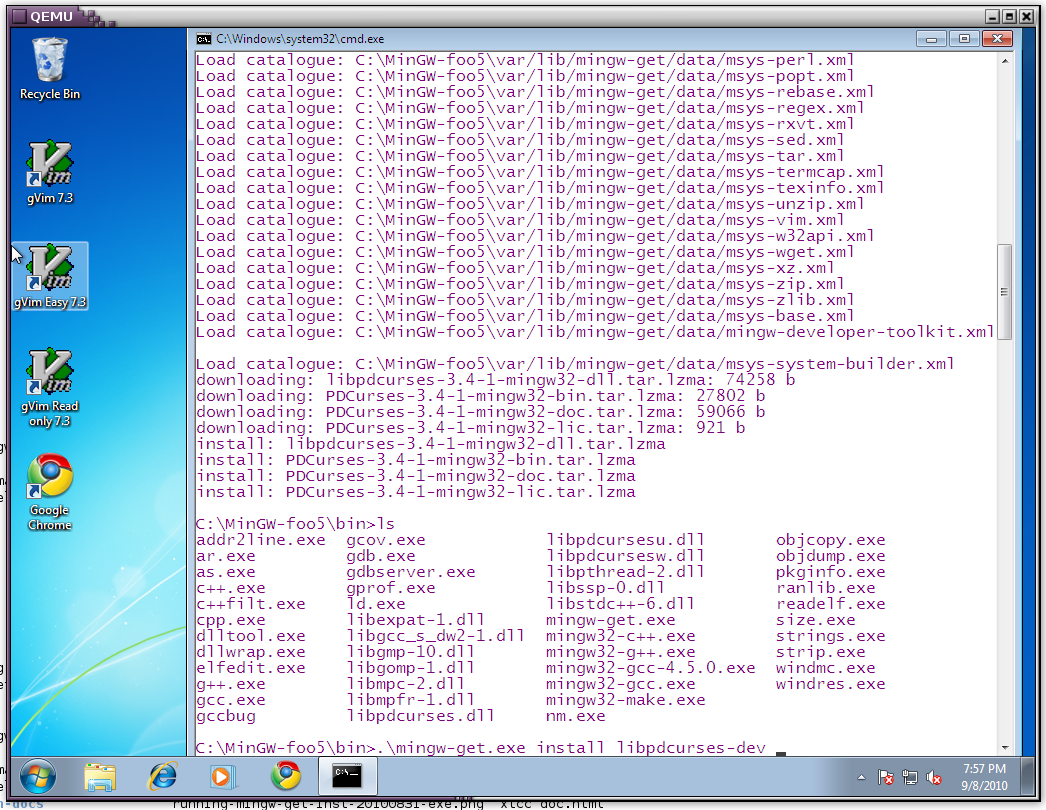 QEMU
C:\Windows\system32\cmd.exe
Recycle Bin
gVim 7.3
gVim Easy 7.3
gVim Read
only 7.3
Google
Chrome
Load catalogue: C:\MinGW-foo5\var/lib/mingw-get/data/msys-perl.xml
Load catalogue: C:\MinGW-foo5\var/lib/mingw-get/data/msys-popt.xml
Load catalogue: C:\MinGW-foo5\var/lib/mingw-get/data/msys-rebase.xml
Load catalogue: C:\MinGW-foo5\var/lib/mingw-get/data/msys-regex.xml
Load catalogue: C:\MinGW-foo5\var/lib/mingw-get/data/msys-rxvt.xml
Load catalogue: C:\MinGW-foo5\var/lib/mingw-get/data/msys-sed.xml
Load catalogue: C:\MinGW-foo5\var/lib/mingw-get/data/msys-tar.xml
Load catalogue: C:\MinGW-foo5\var/lib/mingw-get/data/msys-termcap.xml
Load catalogue: C:\MinGW-foo5\var/lib/mingw-get/data/msys-texinfo.xml
Load catalogue: C:\MinGW-foo5\var/lib/mingw-get/data/msys-unzip.xml
Load catalogue: C:\MinGW-foo5\var/lib/mingw-get/data/msys-vim.xml
Load catalogue: C:\MinGW-foo5\var/lib/mingw-get/data/msys-w32api.xml
Load catalogue: C:\MinGW-foo5\var/lib/mingw-get/data/msys-wget.xml
Load catalogue: C:\MinGW-foo5\var/lib/mingw-get/data/msys-xz.xml
Load catalogue: C:\MinGW-foo5\var/lib/mingw-get/data/msys-zip.xml
Load catalogue: C:\MinGW-foo5\var/lib/mingw-get/data/msys-zlib.xml
Load catalogue: C:\MinGW-foo5\var/lib/mingw-get/data/msys-base.xml
Load catalogue: C:\MinGW-foo5\var/lib/mingw-get/data/mingw-developer-toolkit.xml
Load catalogue: C:\MinGW-foo5\var/lib/mingw-get/data/msys-system-builder.xml
downloading: libpdcurses-3.4-1-mingw32-dll.tar.lzma: 74258 b
downloading: PDCurses-3.4-1-mingw32-bin.tar.lzma: 27802 b
downloading: PDCurses-3.4-1-mingw32-doc.tar.lzma: 59066 b
downloading: PDCurses-3.4-1-mingw32-lic.tar.lzma: 921 b
install: libpdcurses-3.4-1-mingw32-dll.tar.lzma
install: PDCurses-3.4-1-mingw32-bin.tar.lzma
install: PDCurses-3.4-1-mingw32-doc.tar.lzma
install: PDCurses-3.4-1-mingw32-lic.tar.lzma
C:\MinGW-foo5\bin>ls
addr2line.exe gcov.exe libpdcursesu.dll objcopy.exe
ar.exe gdb.exe libpdcursesw.dll objdump.exe
as.exe gdbserver.exe libpthread-2.dll pkginfo.exe
c++.exe gprof.exe libssp-0.dll ranlib.exe
c++filt.exe ld.exe libstdc++-6.dll readelf.exe
cpp.exe libexpat-1.dll mingw-get.exe size.exe
dlltool.exe libgcc_s_dw2-1.dll mingw32-c++.exe strings.exe
dllwrap.exe libgmp-10.dll mingw32-g++.exe strip.exe
elfedit.exe libgomp-1.dll mingw32-gcc-4.5.0.exe windmc.exe
g++.exe libmpc-2.dll mingw32-gcc.exe windres.exe
gcc.exe libmpfr-1.dll mingw32-make.exe
gccbug libpdcurses.dll nm.exe
C:\MinGW-foo5\bin>.\mingw-get.exe install libpdcurses-dev _
7:57 PM
9/8/2010
n-docs running-mingw-get-inst-20100831-exe.png xtcc doc.html